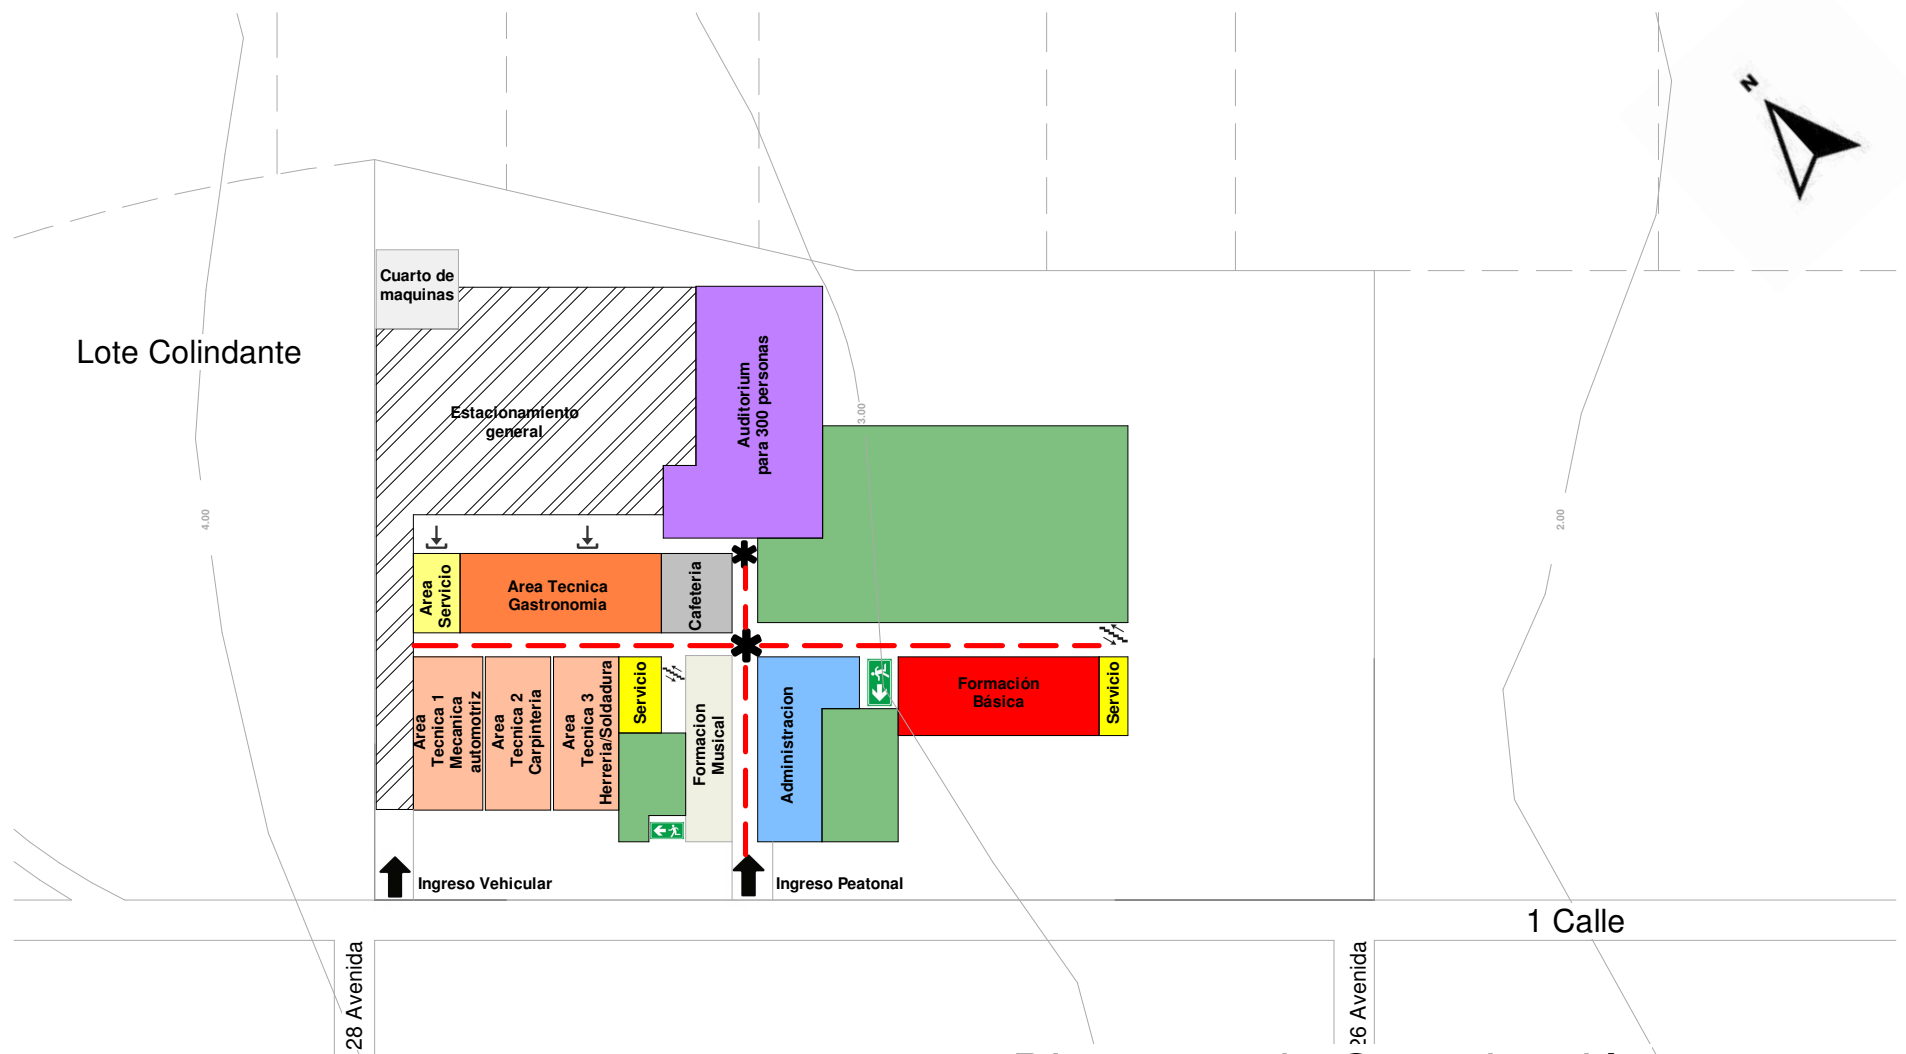 N
Cuarto de
maquinas
Lote Colindante
Estacionamiento
general
Auditorium
para 300 personas
3.00
4.00
2.00
Area
Servicio
Area Tecnica
Gastronomia
Cafeteria
Area
Tecnica 1
Mecanica
automotriz
Area
Tecnica 2
Carpinteria
Area
Tecnica 3
Herreria/Soldadura
Servicio
Formacion
Musical
Administracion
Formación
Básica
Servicio
Ingreso Vehicular
Ingreso Peatonal
1 Calle
28 Avenida
26 Avenida